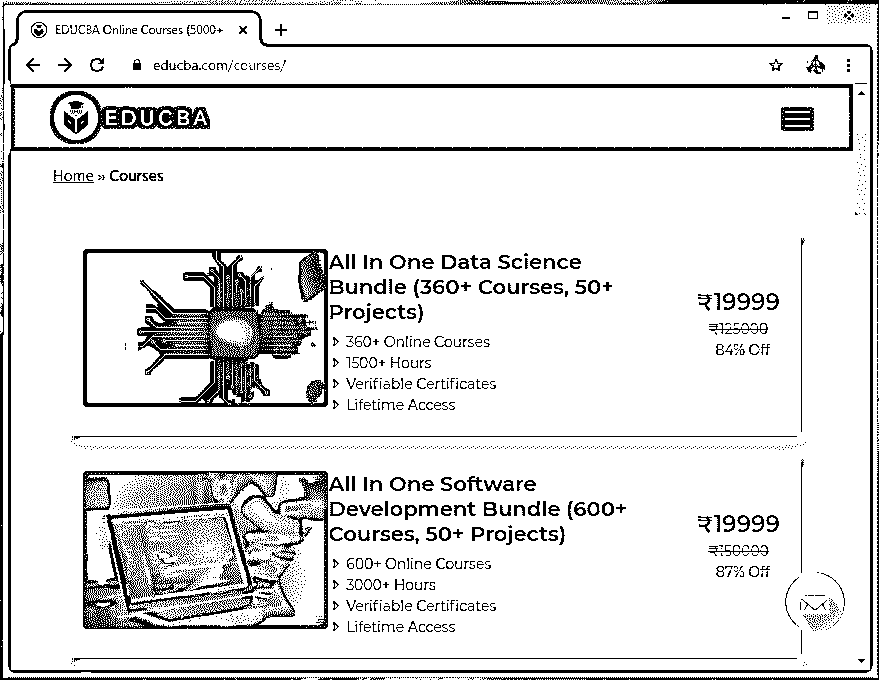 EDUCBA Online Courses (5000+
educba.com/courses/
EDUCBA
Home » Courses
All In One Data Science
Bundle (360+ Courses, 50+
Projects)
360+ Online Courses
1500+ Hours
Verifiable Certificates
Lifetime Access
₹19999
₹125000
84% Off
All In One Software
Development Bundle (600+
Courses, 50+ Projects)
600+ Online Courses
3000+ Hours
Verifiable Certificates
Lifetime Access
₹19999
₹150000
87% Off